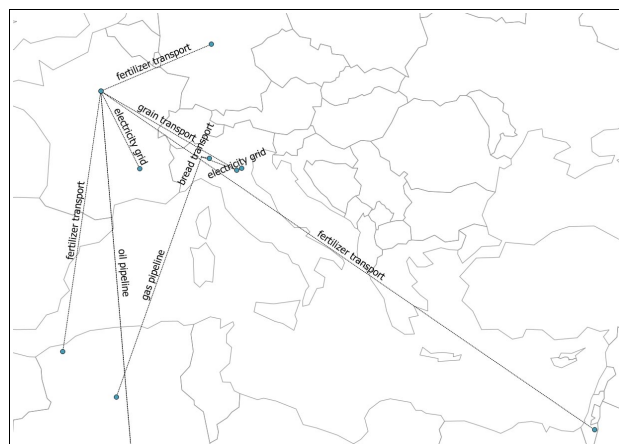 fertilizer transport
grain transport
electricity grid
bread transport
electricity grid
fertilizer transport
fertilizer transport
oil pipeline
gas pipeline